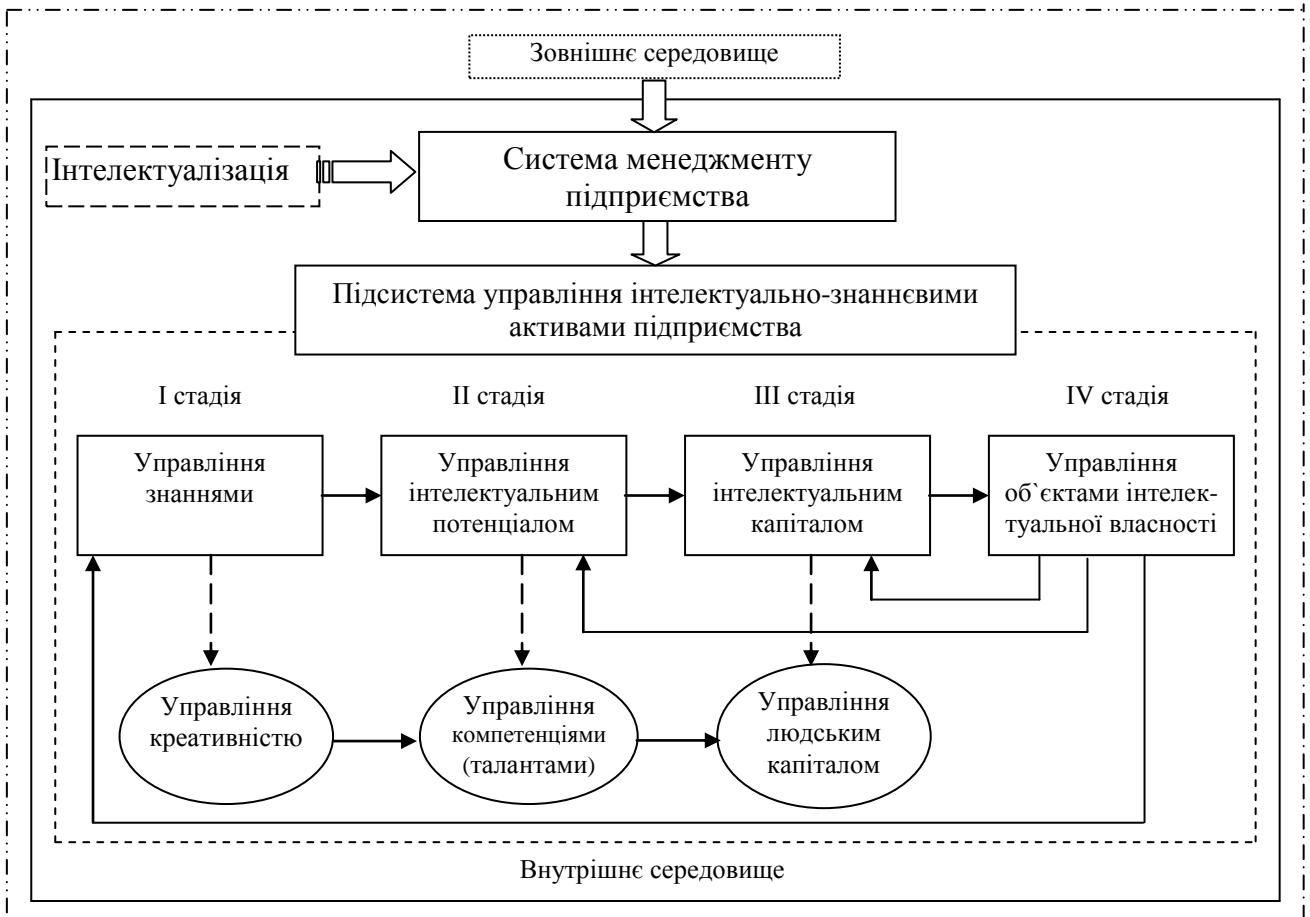 Зовнішнє середовище
Інтелектуалізація
Система менеджменту
підприємства
Підсистема управління інтелектуально-знаннєвими
активами підприємства
I стадія
II стадія
III стадія
IV стадія
Управління
знаннями
Управління
інтелектуальним
потенціалом
Управління
інтелектуальним
капіталом
Управління
об`єктами інтелек-
туальної власності
Управління
креативністю
Управління
компетенціями
(талантами)
Управління
людським
капіталом
Внутрішнє середовище